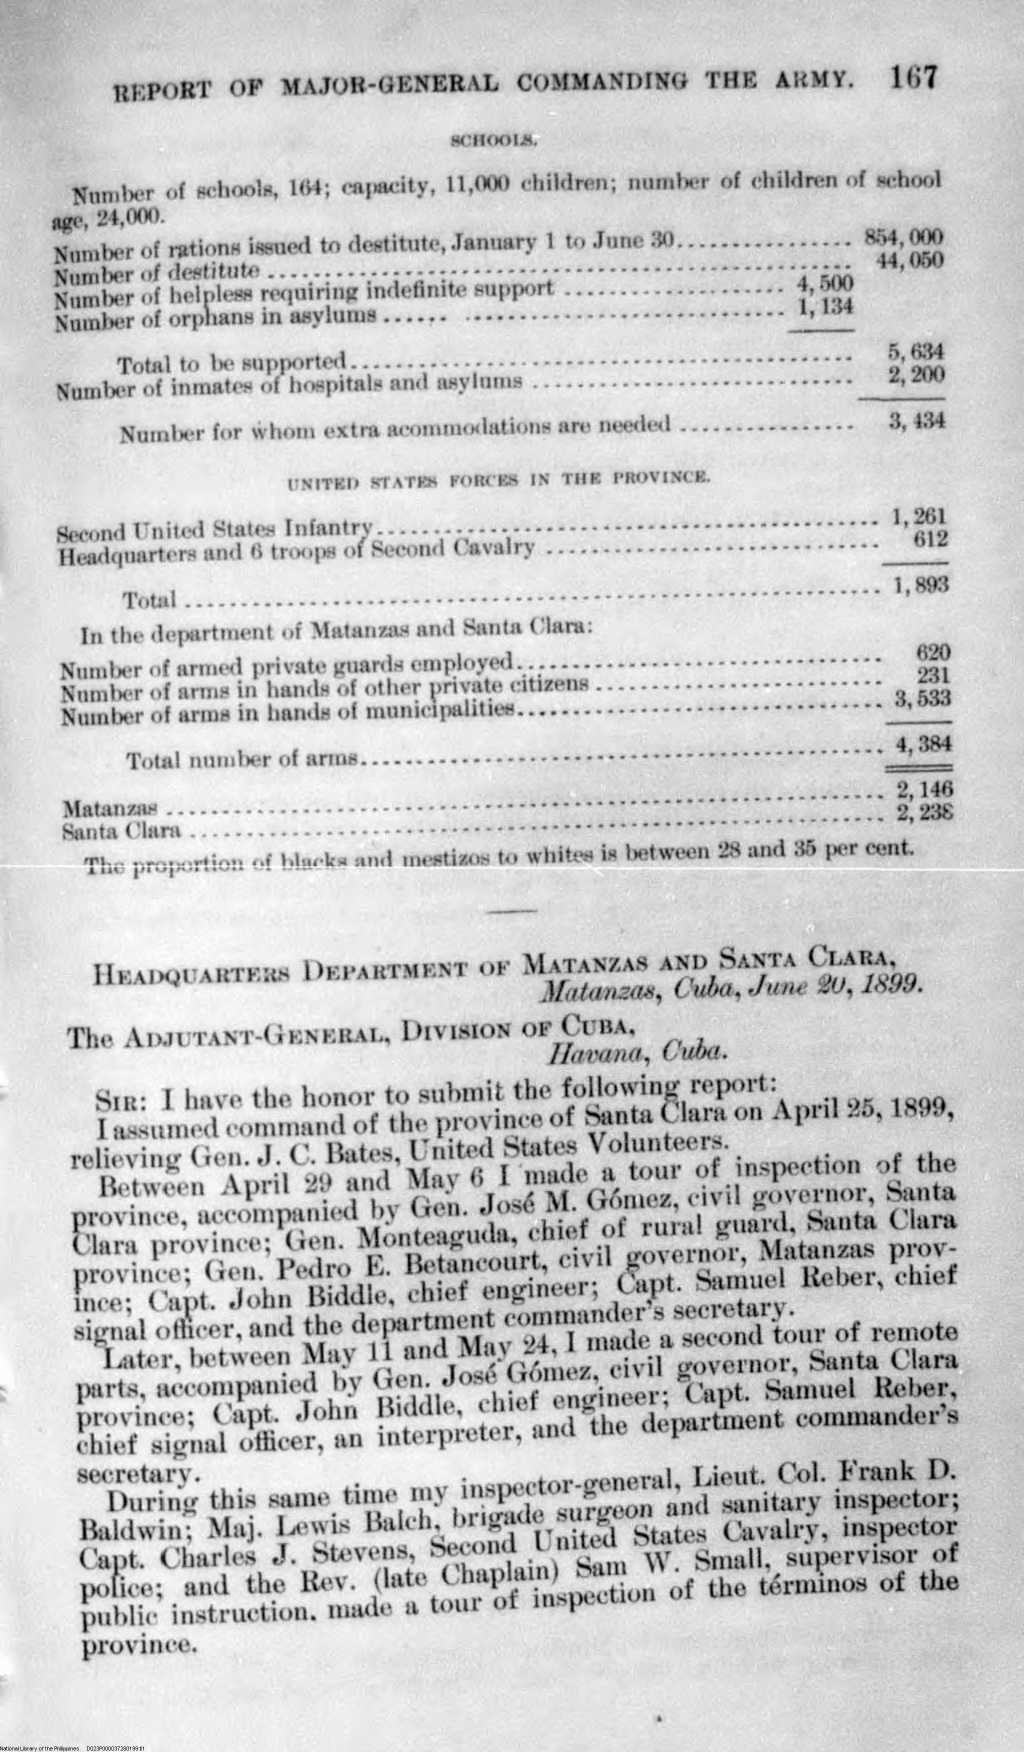 REPORT OF MAJOR-GENERAL COMMANDING THE ARMY. 167
SCHOOLS.
Number of schools, 164; capacity, 11,000 children; number of children of school
age, 24,000.
Number of rations issued to destitute, January 1 to June 30................ 854,000
Number of destitute ................................................................ 44,050
Number of helpless requiring indefinite support ........................ 4,500
Number of orphans in asylums ...... ................................ 1,134
Total to be supported...................................................... 5,634
Number of inmates of hospitals and asylums ................................ 2,200
Number for whom extra acommodations are needed ................ 3,434
UNITED STATES FORCES IN THE PROVINCE.
Second United States Infantry...................................................... 1,261
Headquarters and 6 troops of Second Cavalry .................................. 612
Total .......................................................................... 1,893
In the department of Matanzas and Santa Clara:
Number of armed private guards employed........................................ 620
Number of arms in hands of other private citizens .............................. 231
Number of arms in hands of municipalities........................................ 3,533
Total number of arms........................................................ 4,384
Matanzas .......................................................................... 2,146
Santa Clara ........................................................................ 2,238
The proportion of blacks and mestizos to whites is between 28 and 35 per cent.
HEADQUARTERS DEPARTMENT OF MATANZAS AND SANTA CLARA,
Matanzas, Cuba, June 20, 1899.
The ADJUTANT-GENERAL, DIVISION OF CUBA,
Havana, Cuba.
SIR: I have the honor to submit the following report:
I assumed command of the province of Santa Clara on April 25, 1899,
relieving Gen. J. C. Bates, United States Volunteers.
Between April 29 and May 6 I made a tour of inspection of the
province, accompanied by Gen. José M. Gómez, civil governor, Santa
Clara province; Gen. Monteaguda, chief of rural guard, Santa Clara
province; Gen. Pedro E. Betancourt, civil governor, Matanzas prov-
ince; Capt. John Biddle, chief engineer; Capt. Samuel Reber, chief
signal officer, and the department commander's secretary.
Later, between May 11 and May 24, I made a second tour of remote
parts, accompanied by Gen. José Gómez, civil governor, Santa Clara
province; Capt. John Biddle, chief engineer; Capt. Samuel Reber,
chief signal officer, an interpreter, and the department commander's
secretary.
During this same time my inspector-general, Lieut. Col. Frank D.
Baldwin; Maj. Lewis Balch, brigade surgeon and sanitary inspector;
Capt. Charles J. Stevens, Second United States Cavalry, inspector
police; and the Rev. (late Chaplain) Sam W. Small, supervisor of
public instruction, made a tour of inspection of the términos of the
province.
National Library of the Philippines